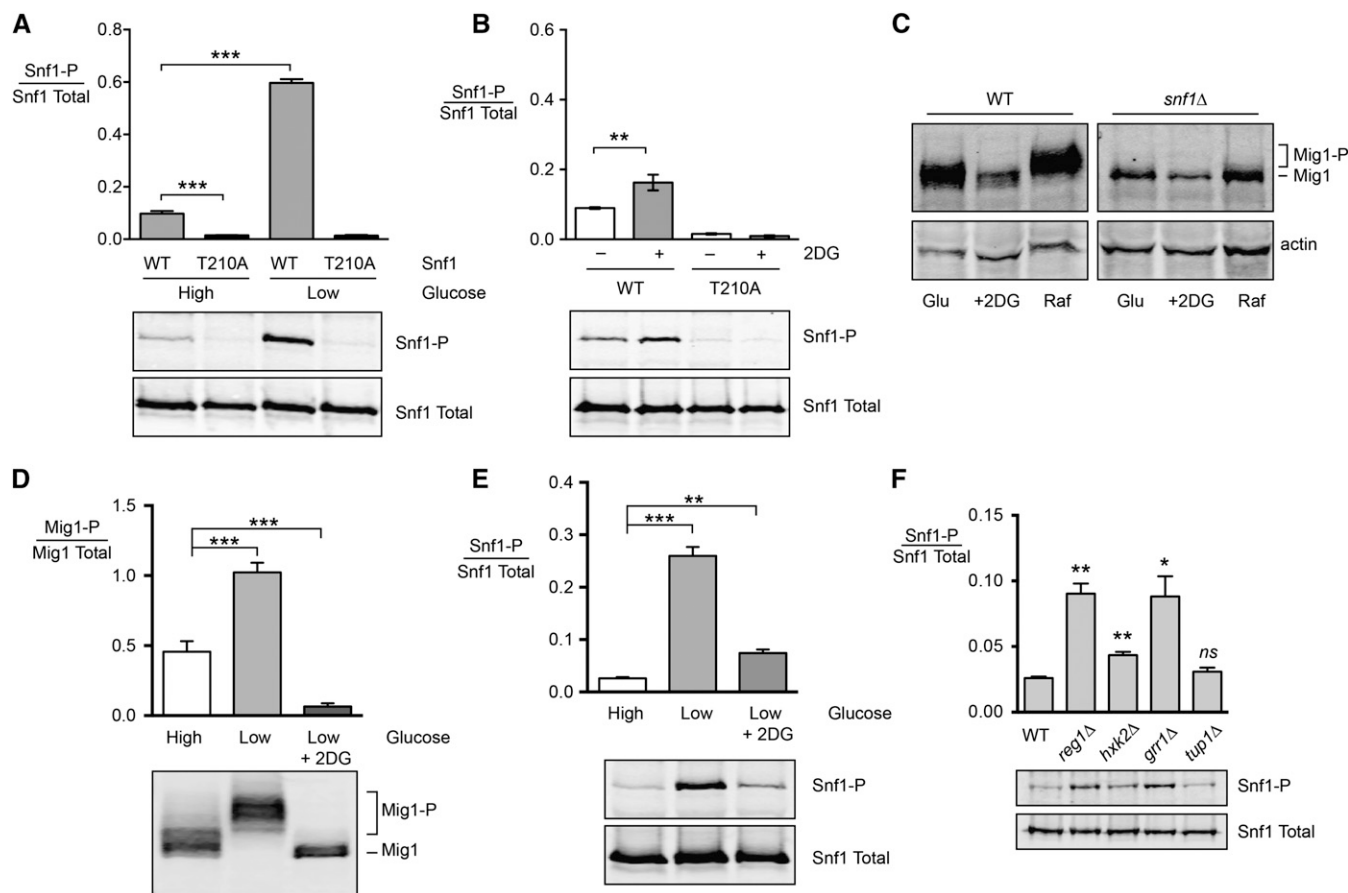 A
Snf1-P
Snf1 Total
0.8
0.6
0.4
0.2
0.0
***
***
WT T210A WT T210A Snf1
High Low Glucose
Snf1-P
Snf1 Total
B
Snf1-P
Snf1 Total
0.6
0.4
0.2
0.0
**
– + – + 2DG
WT T210A
Snf1-P
Snf1 Total
C
WT snf1Δ
Mig1-P
Mig1
actin
Glu +2DG Raf Glu +2DG Raf
D
Mig1-P
Mig1 Total
1.5
1.0
0.5
0.0
***
***
High Low Low Glucose
+ 2DG
Mig1-P
Mig1
E
Snf1-P
Snf1 Total
0.4
0.3
0.2
0.1
0.0
**
***
High Low Low Glucose
+ 2DG
Snf1-P
Snf1 Total
F
Snf1-P
Snf1 Total
0.15
0.10
0.05
0.00
** ** * ns
WT reg1Δ hxk2Δ grr1Δ tup1Δ
Snf1-P
Snf1 Total